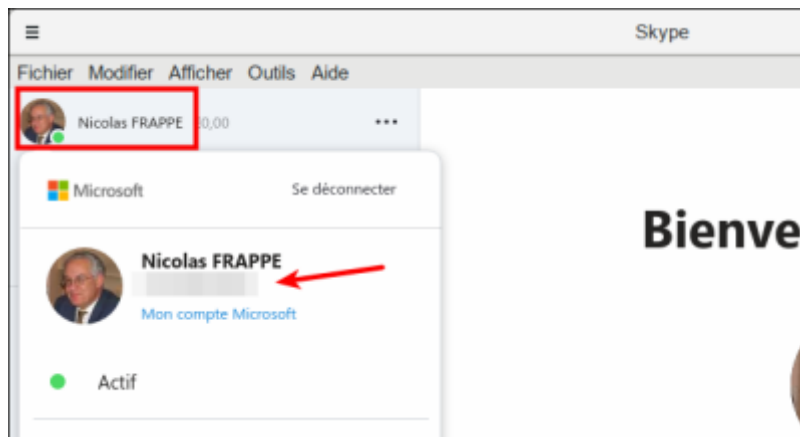 Skype
Fichier Modifier Afficher Outils Aide
Nicolas FRAPPE 0,00
Microsoft Se déconnecter
Nicolas FRAPPE
Mon compte Microsoft
Actif
Bienve